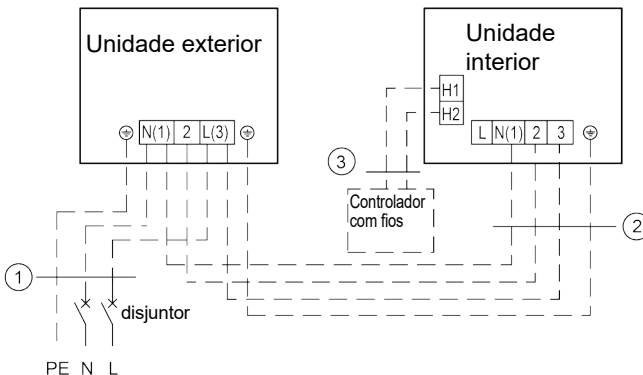 Unidade exterior
Unidade
interior
H1
H2
N(1) 2 L(3)
L N(1) 2 3
3
Controlador
com fios
2
1
disjuntor
PE N L